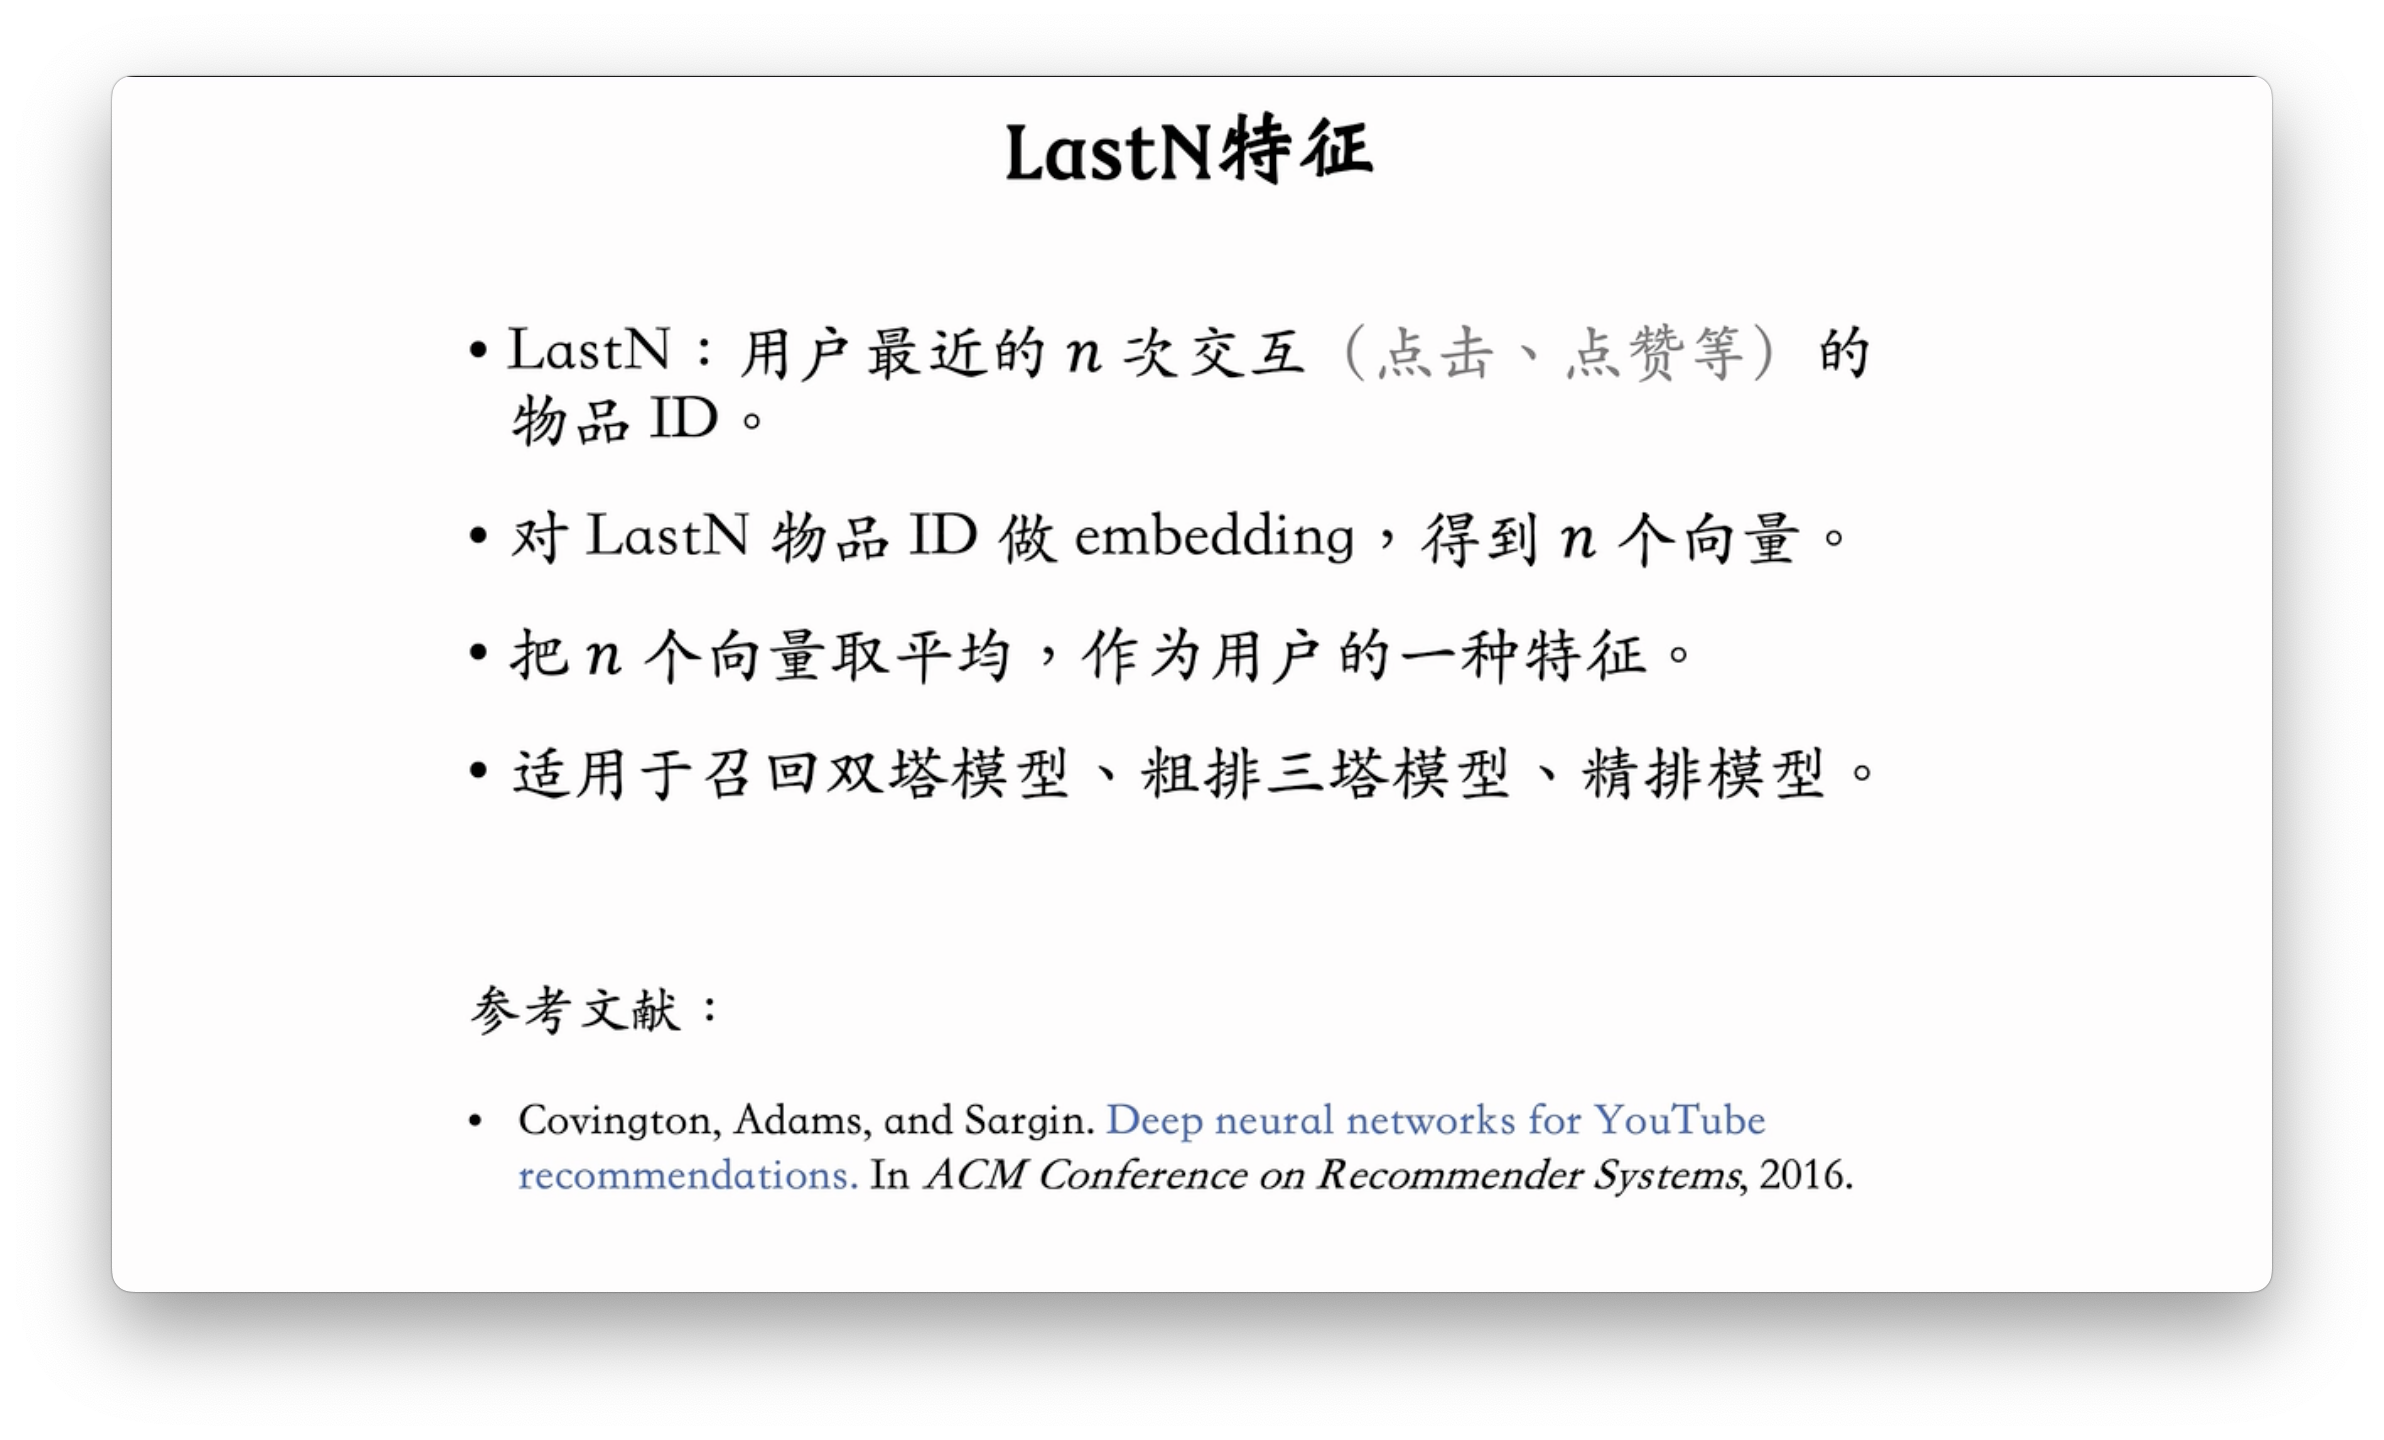 LastN特征
• LastN：用户最近的 n 次交互（点击、点赞等）的
物品 ID。
• 对 LastN 物品 ID 做 embedding，得到 n 个向量。
• 把 n 个向量取平均，作为用户的一种特征。
• 适用于召回双塔模型、粗排三塔模型、精排模型。
参考文献：
• Covington, Adams, and Sargin. Deep neural networks for YouTube
recommendations. In ACM Conference on Recommender Systems, 2016.